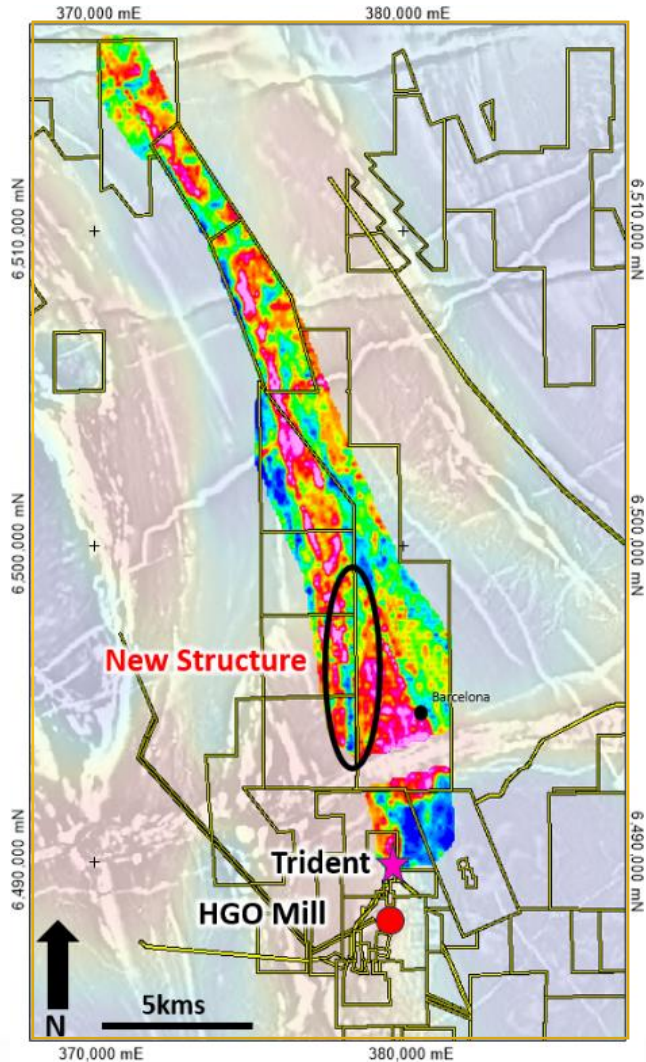 370,000 mE
380,000 mE
6,510,000 mN
6,510,000 mN
6,500,000 mN
6,500,000 mN
New Structure
Barcelona
6,490,000 mN
6,490,000 mN
Trident
HGO Mill
5kms
N
370,000 mE
380,000 mE